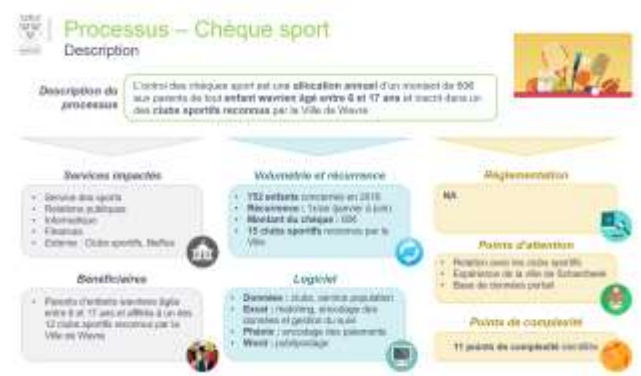 Processus – Chèque sport
Description
Description du
processus
L'octroi des chèques sport est une allocation annuel d'un montant de 60€
aux parents de tout enfant wavrien âgé entre 6 et 17 ans et inscrit dans un
des clubs sportifs reconnus par la Ville de Wavre
Services impactés
Service des sports
Relations publiques
Informatique
Finances
Externe : Clubs sportifs,
Volumétrie et récurrence
152 enfants concernés en 2018
Récurrence : 1x/an (janvier à juin)
Montant du chèque : 60€
15 clubs sportifs reconnus par la
Ville
Réglementation
NA
Points d'attention
Relation avec les clubs sportifs
Expérience de la ville de Schaerbeek
Base de données
Bénéficiaires
Parents d'enfants wavriens âgés
entre 6 et 17 ans et affiliés à un des
12 clubs sportifs reconnus par la
Ville de Wavre
Logiciel
Données : clubs, service population
Excel : matching, encodage des
données et gestion du suivi
Phénix : encodage des paiements
Word : publipostage
Points de complexité
11 points de complexité